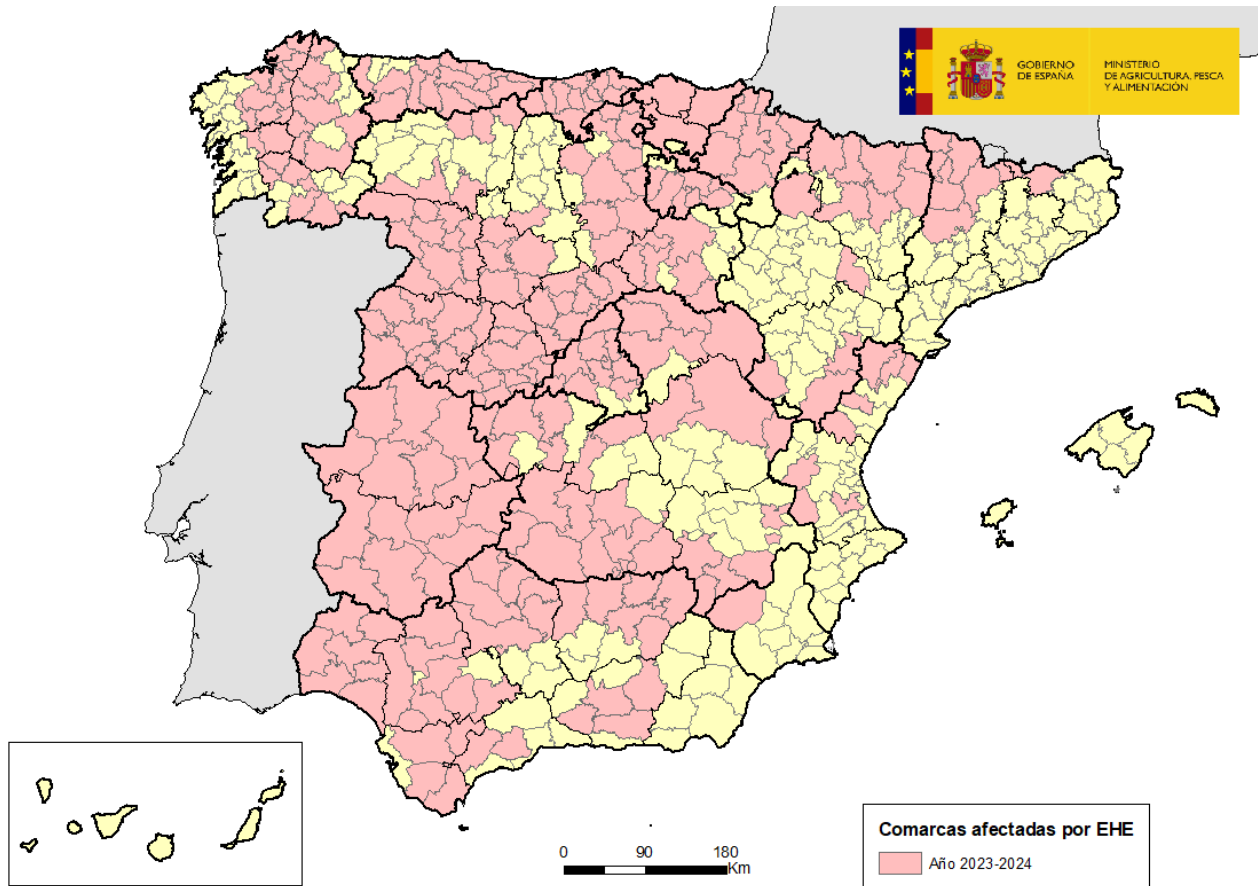 GOBIERNO
DE ESPAÑA
MINISTERIO
DE AGRICULTURA, PESCA
Y ALIMENTACIÓN
0 90 180
Km
Comarcas afectadas por EHE
Año 2023-2024